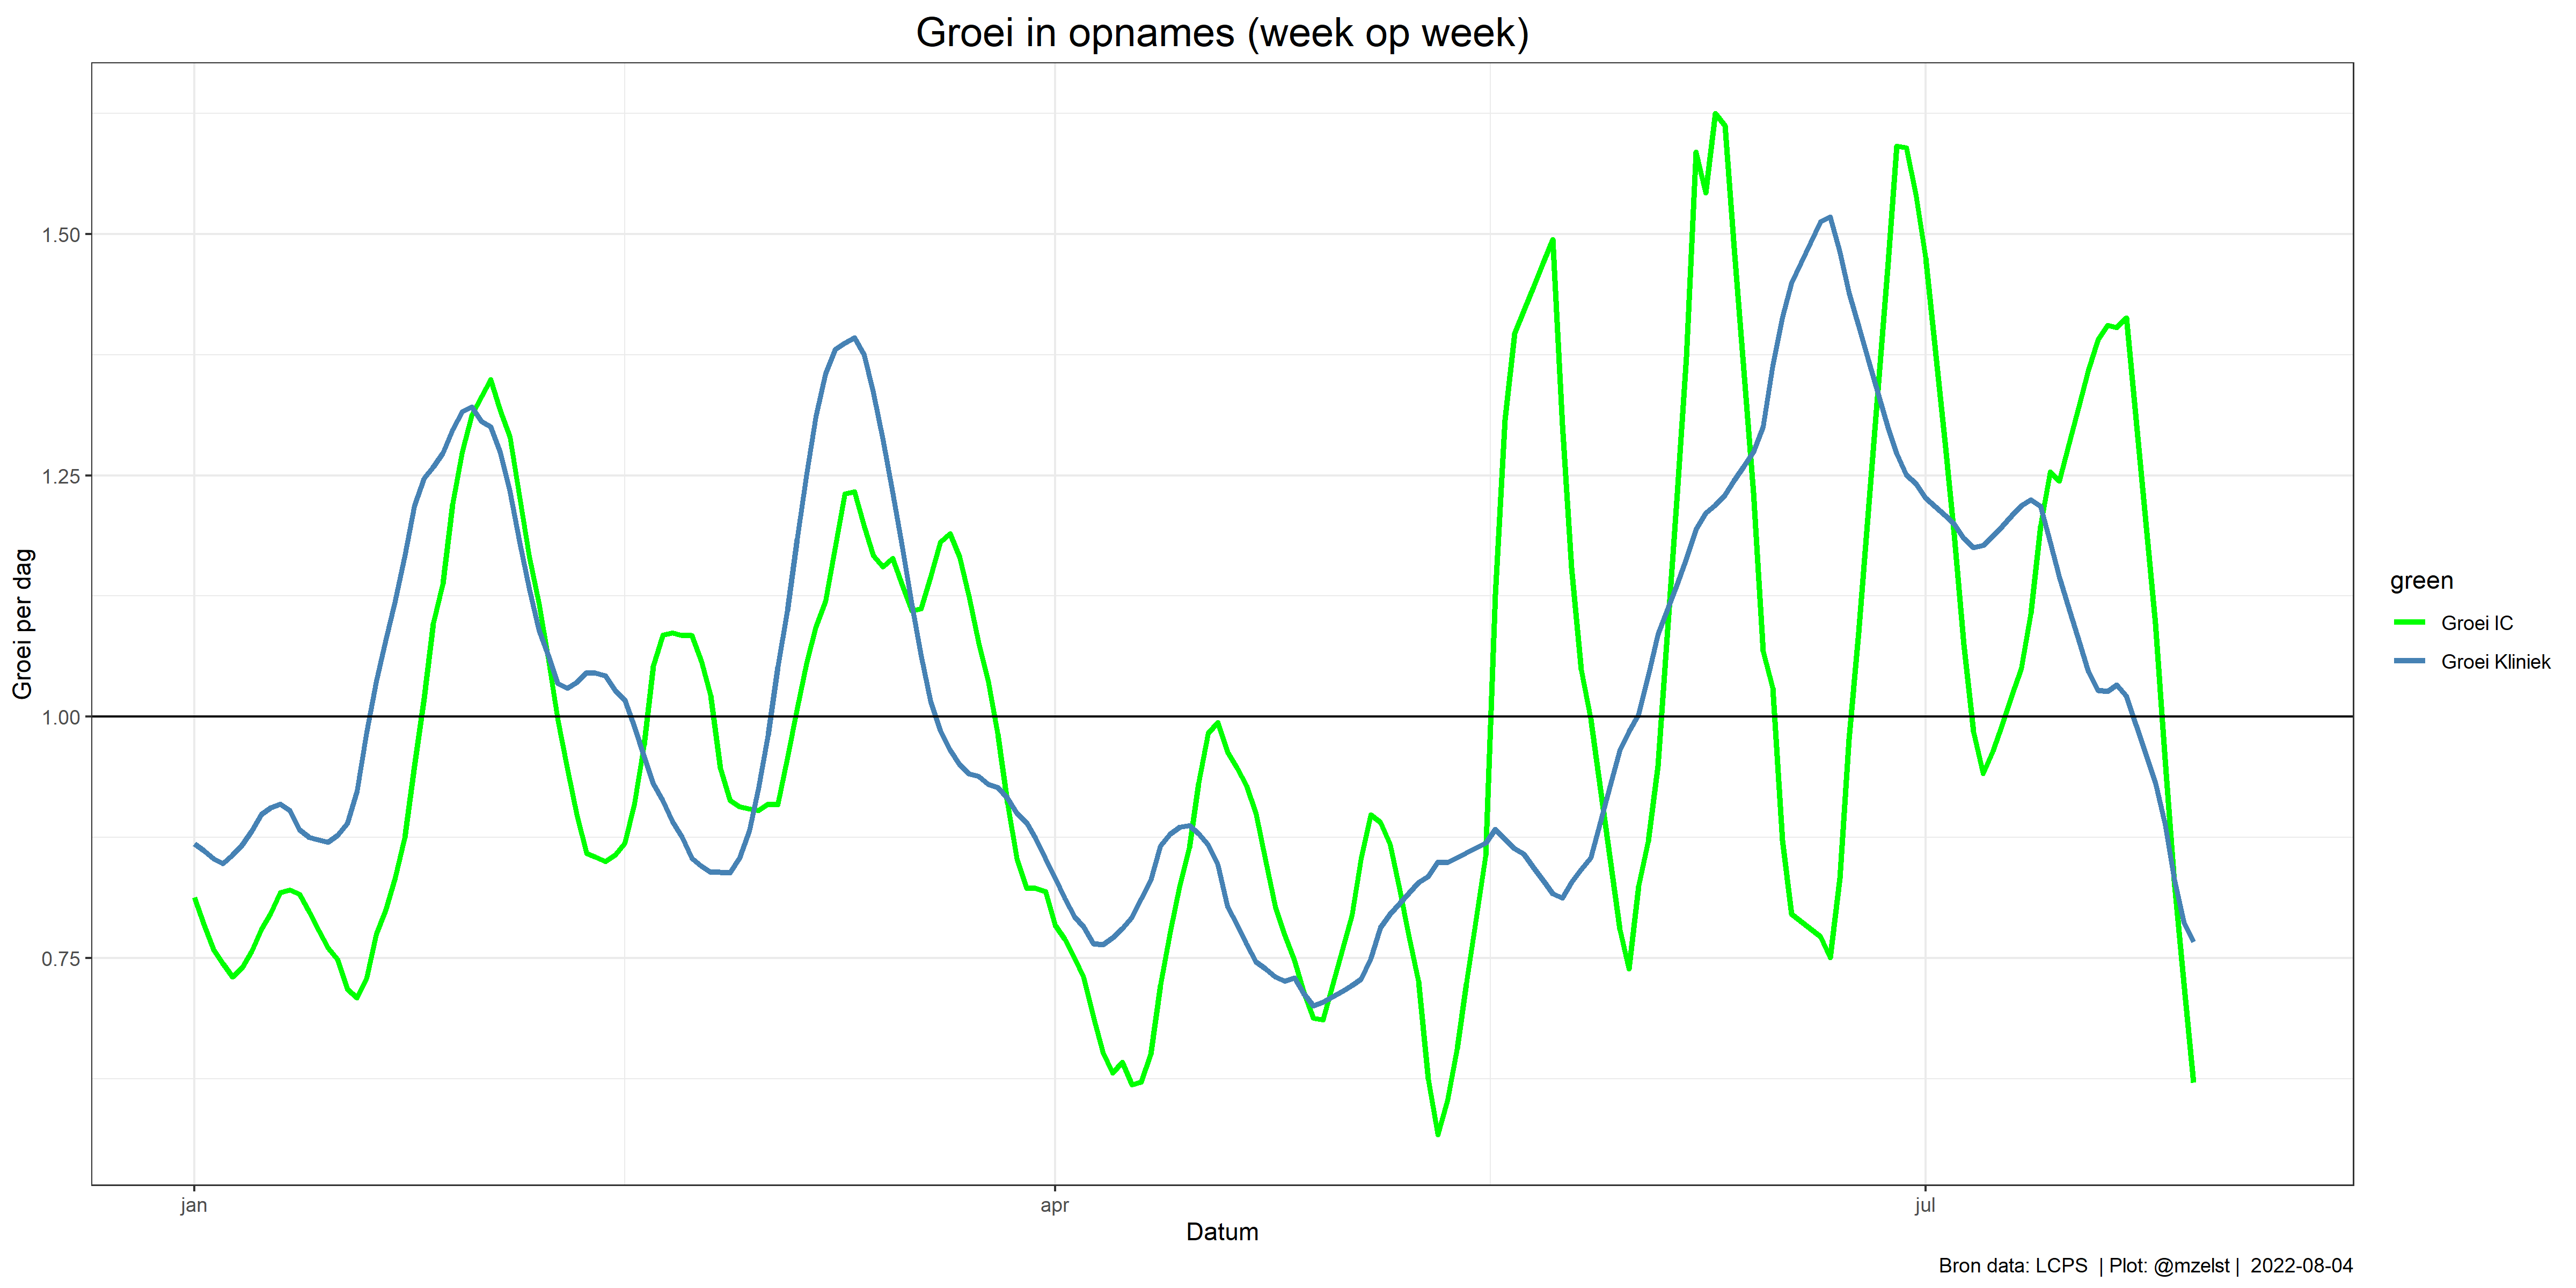 Groei in opnames (week op week)
Groei per dag
1.50
1.25
1.00
0.75
jan
apr
jul
Datum
green
Groei IC
Groei Kliniek
Bron data: LCPS | Plot: @mzelst | 2022-08-04